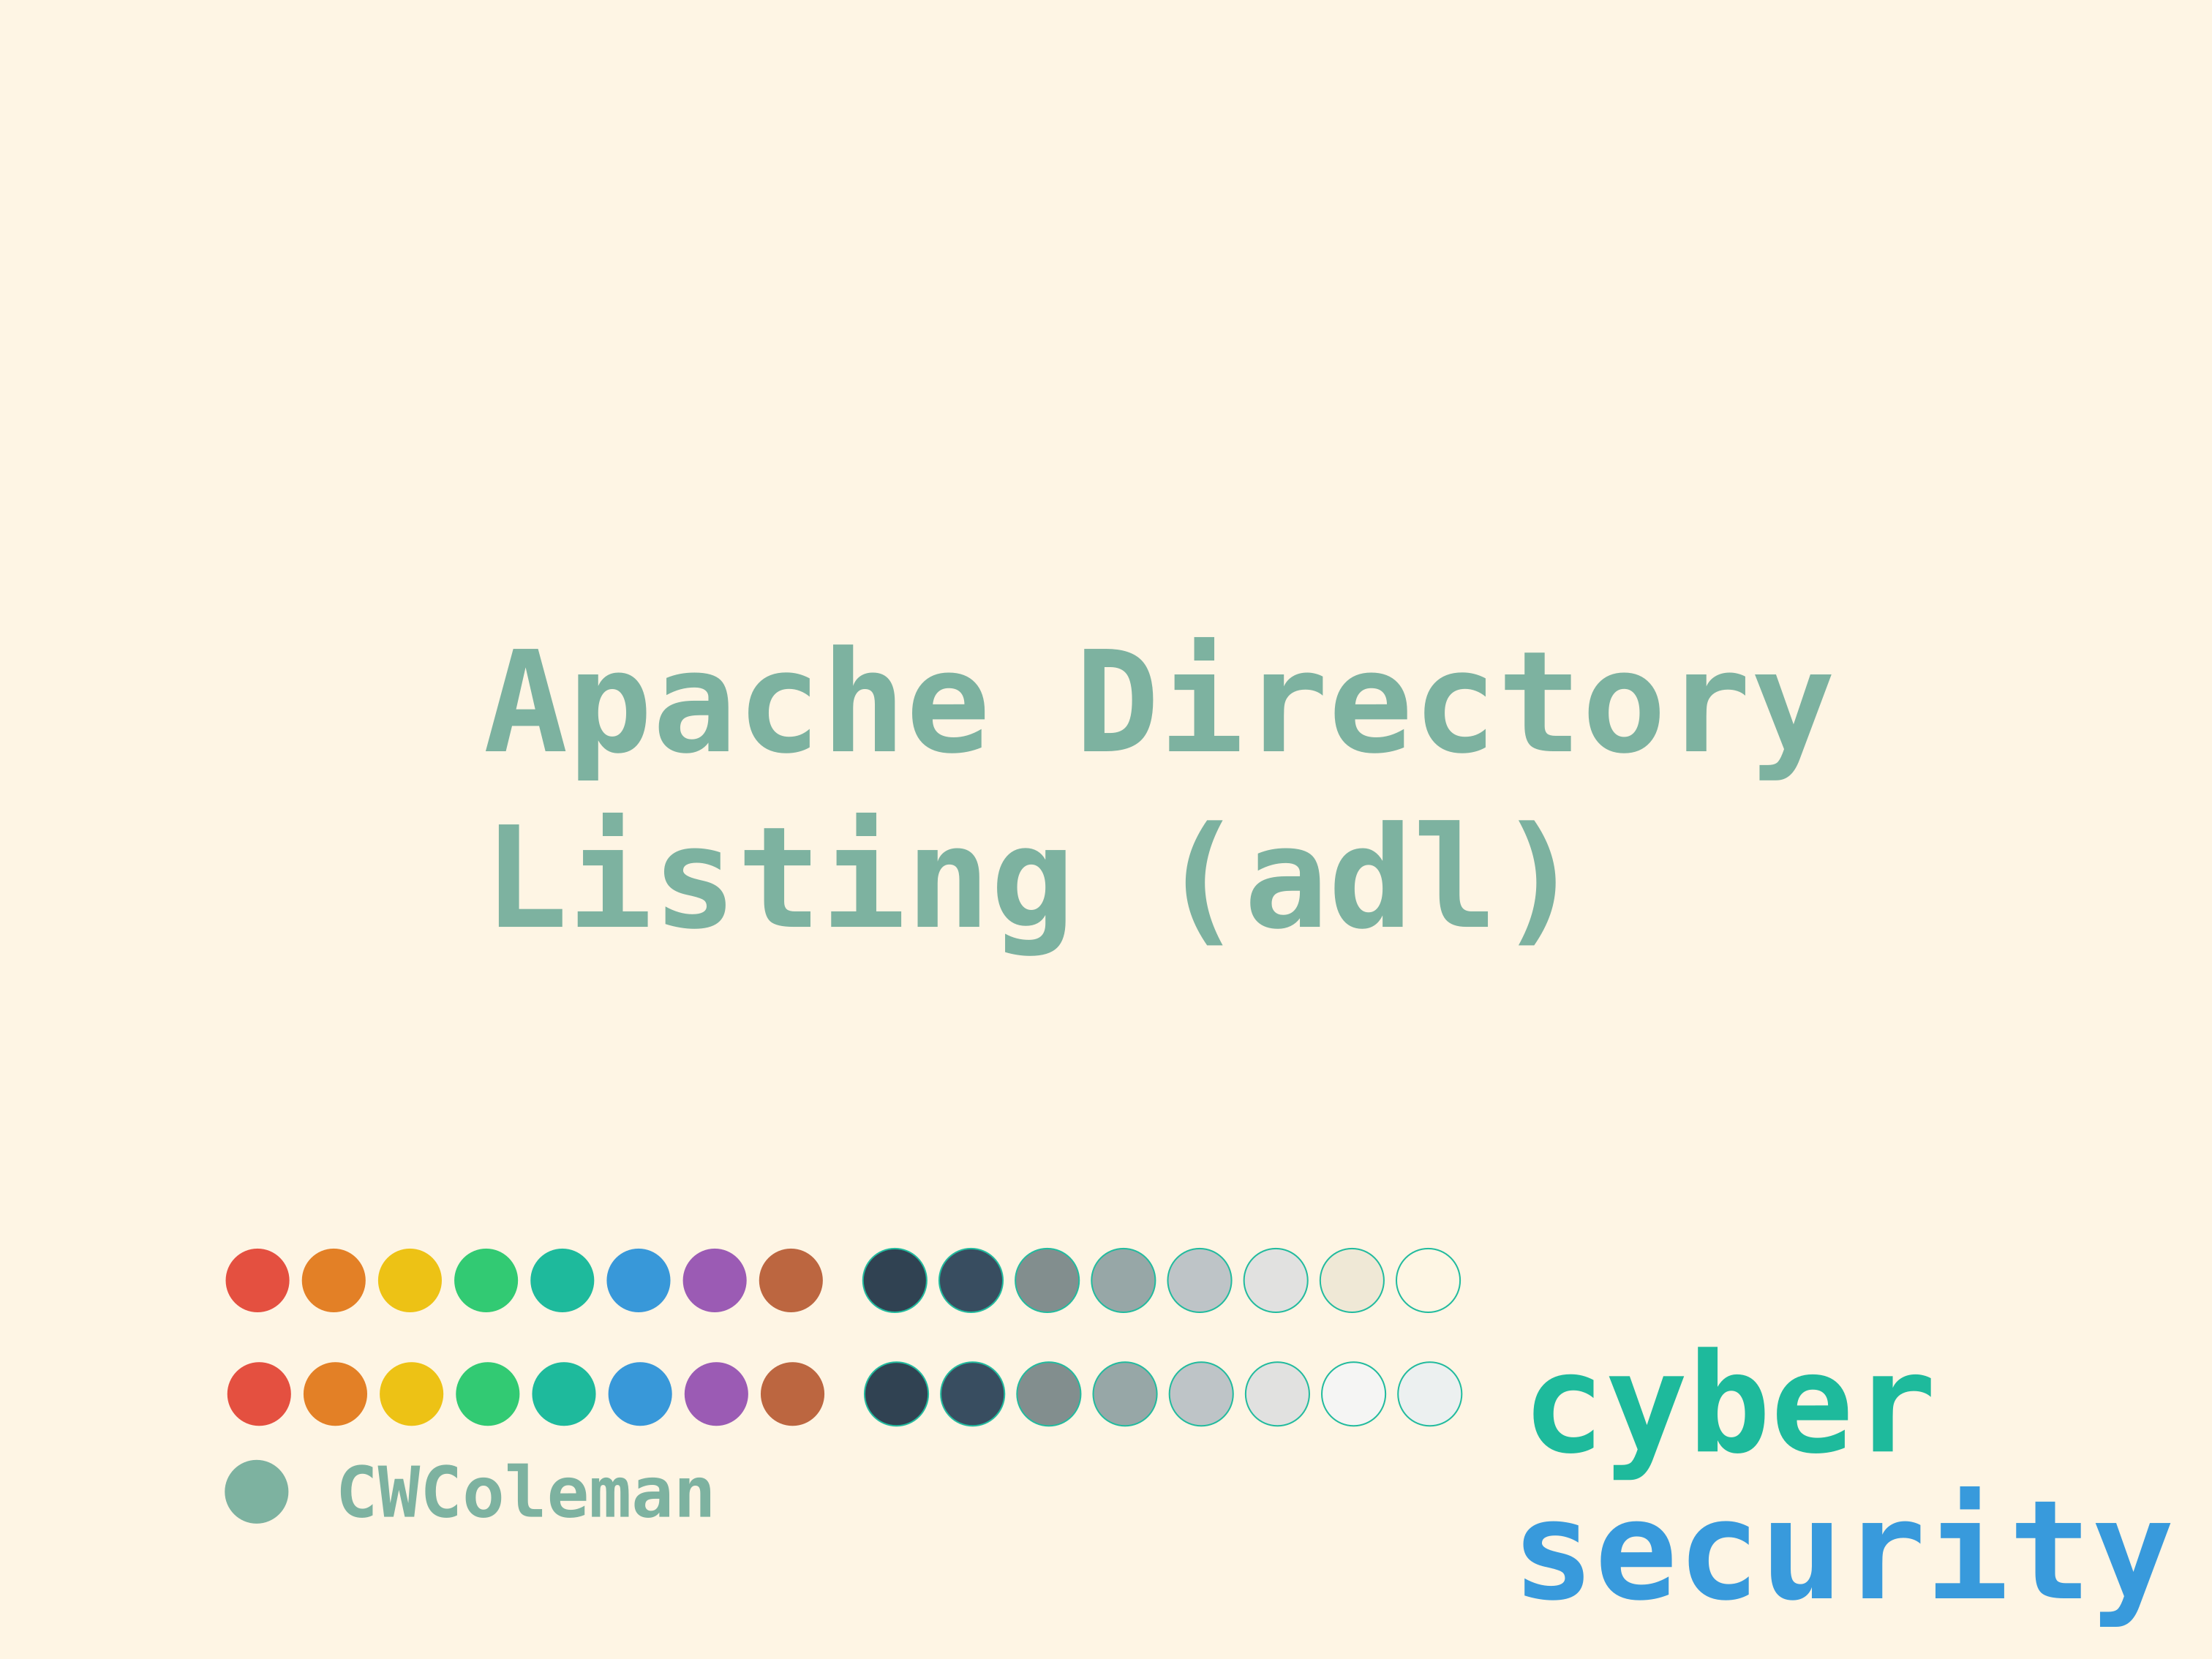 Apache Directory
Listing (adl)
cyber
CWColeman
security